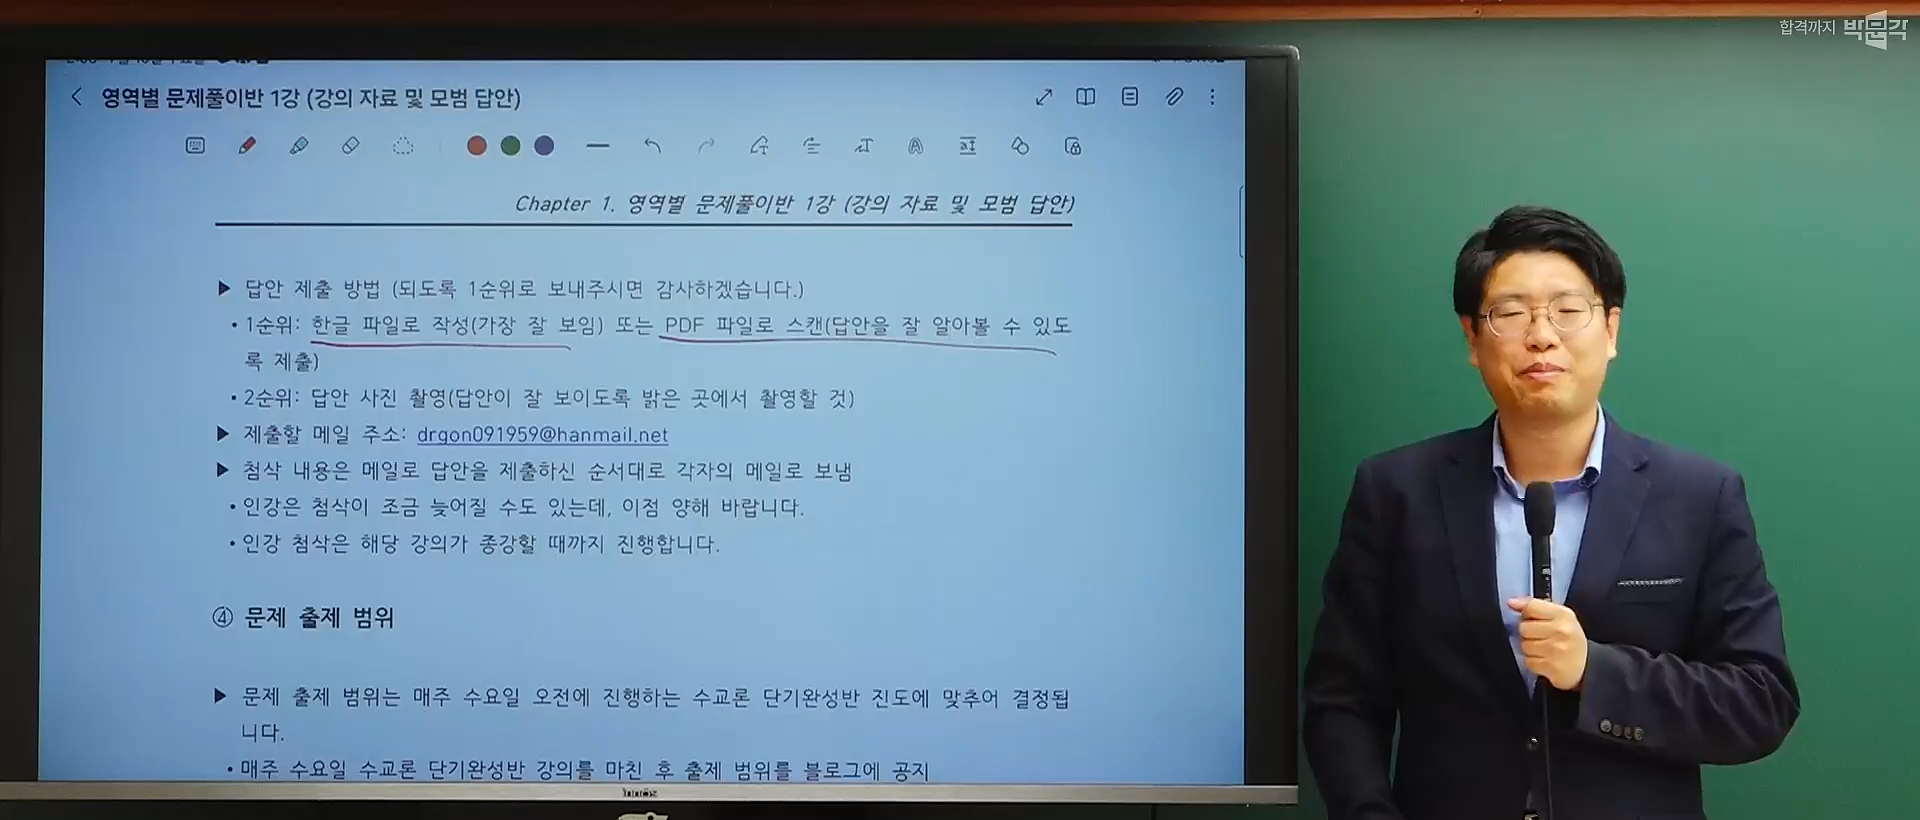 합격까지 박문각
영역별 문제풀이반 1강 (강의 자료 및 모범 답안)
Chapter 1. 영역별 문제풀이반 1강 (강의 자료 및 모범 답안)
▶ 답안 제출 방법 (되도록 1순위로 보내주시면 감사하겠습니다.)
• 1순위: 한글 파일로 작성(가장 잘 보임) 또는 PDF 파일로 스캔(답안을 잘 알아볼 수 있도
록 제출)
• 2순위: 답안 사진 촬영(답안이 잘 보이도록 밝은 곳에서 촬영할 것)
▶ 제출할 메일 주소: drgon091959@hanmail.net
▶ 첨삭 내용은 메일로 답안을 제출하신 순서대로 각자의 메일로 보냄
• 인강은 첨삭이 조금 늦어질 수도 있는데, 이점 양해 바랍니다.
• 인강 첨삭은 해당 강의가 종강할 때까지 진행합니다.
④ 문제 출제 범위
▶ 문제 출제 범위는 매주 수요일 오전에 진행하는 수교론 단기완성반 진도에 맞추어 결정됩
니다.
• 매주 수요일 수교론 단기완성반 강의를 마친 후 출제 범위를 블로그에 공지